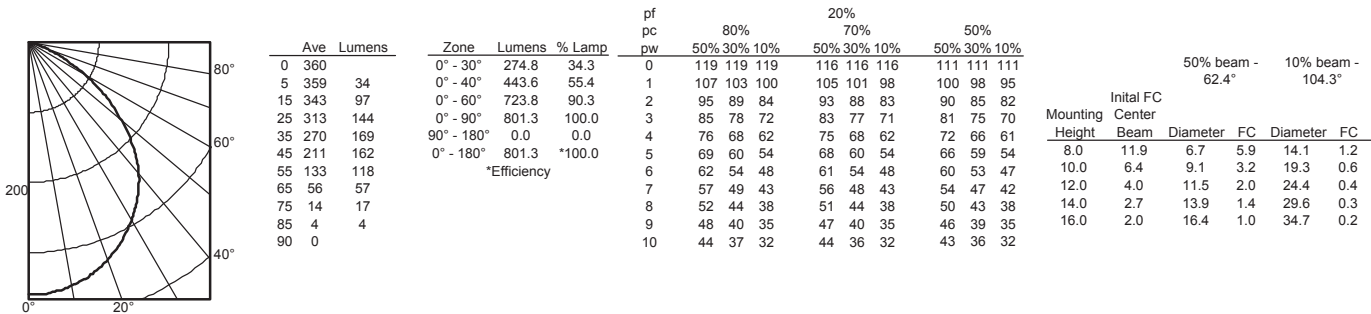 80°
60°
200
40°
0° 20°
Ave Lumens
0 360
5 359 34
15 343 97
25 313 144
35 270 169
45 211 162
55 133 118
65 56 57
75 14 17
85 4 4
90 0
Zone Lumens % Lamp
0° - 30° 274.8 34.3
0° - 40° 443.6 55.4
0° - 60° 723.8 90.3
0° - 90° 801.3 100.0
90° - 180° 0.0 0.0
0° - 180° 801.3 *100.0
*Efficiency
pf 20%
pc 80% 70% 50%
pw 50% 30% 10% 50% 30% 10% 50% 30% 10%
0 119 119 119 116 116 116 111 111 111
1 107 103 100 105 101 98 100 98 95
2 95 89 84 93 88 83 90 85 82
3 85 78 72 83 77 71 81 75 70
4 76 68 62 75 68 62 72 66 61
5 69 60 54 68 60 54 66 59 54
6 62 54 48 61 54 48 60 53 47
7 57 49 43 56 48 43 54 47 42
8 52 44 38 51 44 38 50 43 38
9 48 40 35 47 40 35 46 39 35
10 44 37 32 44 36 32 43 36 32
50% beam - 10% beam -
62.4° 104.3°
Inital FC
Mounting Center
Height Beam Diameter FC Diameter FC
8.0 11.9 6.7 5.9 14.1 1.2
10.0 6.4 9.1 3.2 19.3 0.6
12.0 4.0 11.5 2.0 24.4 0.4
14.0 2.7 13.9 1.4 29.6 0.3
16.0 2.0 16.4 1.0 34.7 0.2